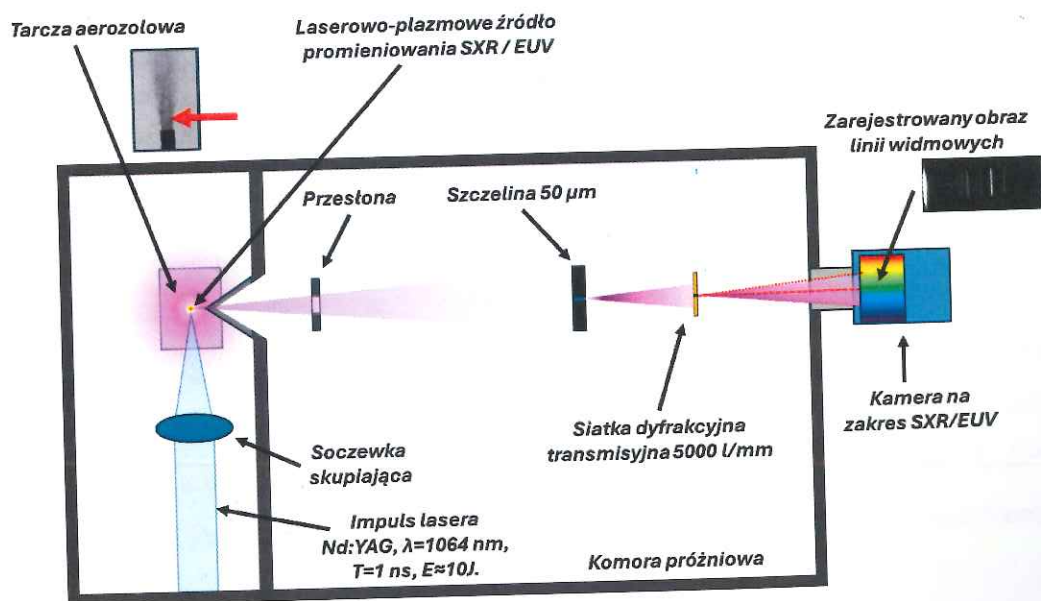 Tarcza aerozolowa
Laserowo-plazmowe źródło
promieniowania SXR / EUV
Zarejestrowany obraz
linii widmowych
Przesłona
Szczelina 50 µm
Kamera na
zakres SXR/EUV
Siatka dyfrakcyjna
transmisyjna 5000 l/mm
Soczewka
skupiająca
Impuls lasera
Nd:YAG, λ=1064 nm,
T=1 ns, E≈10J.
Komora próżniowa